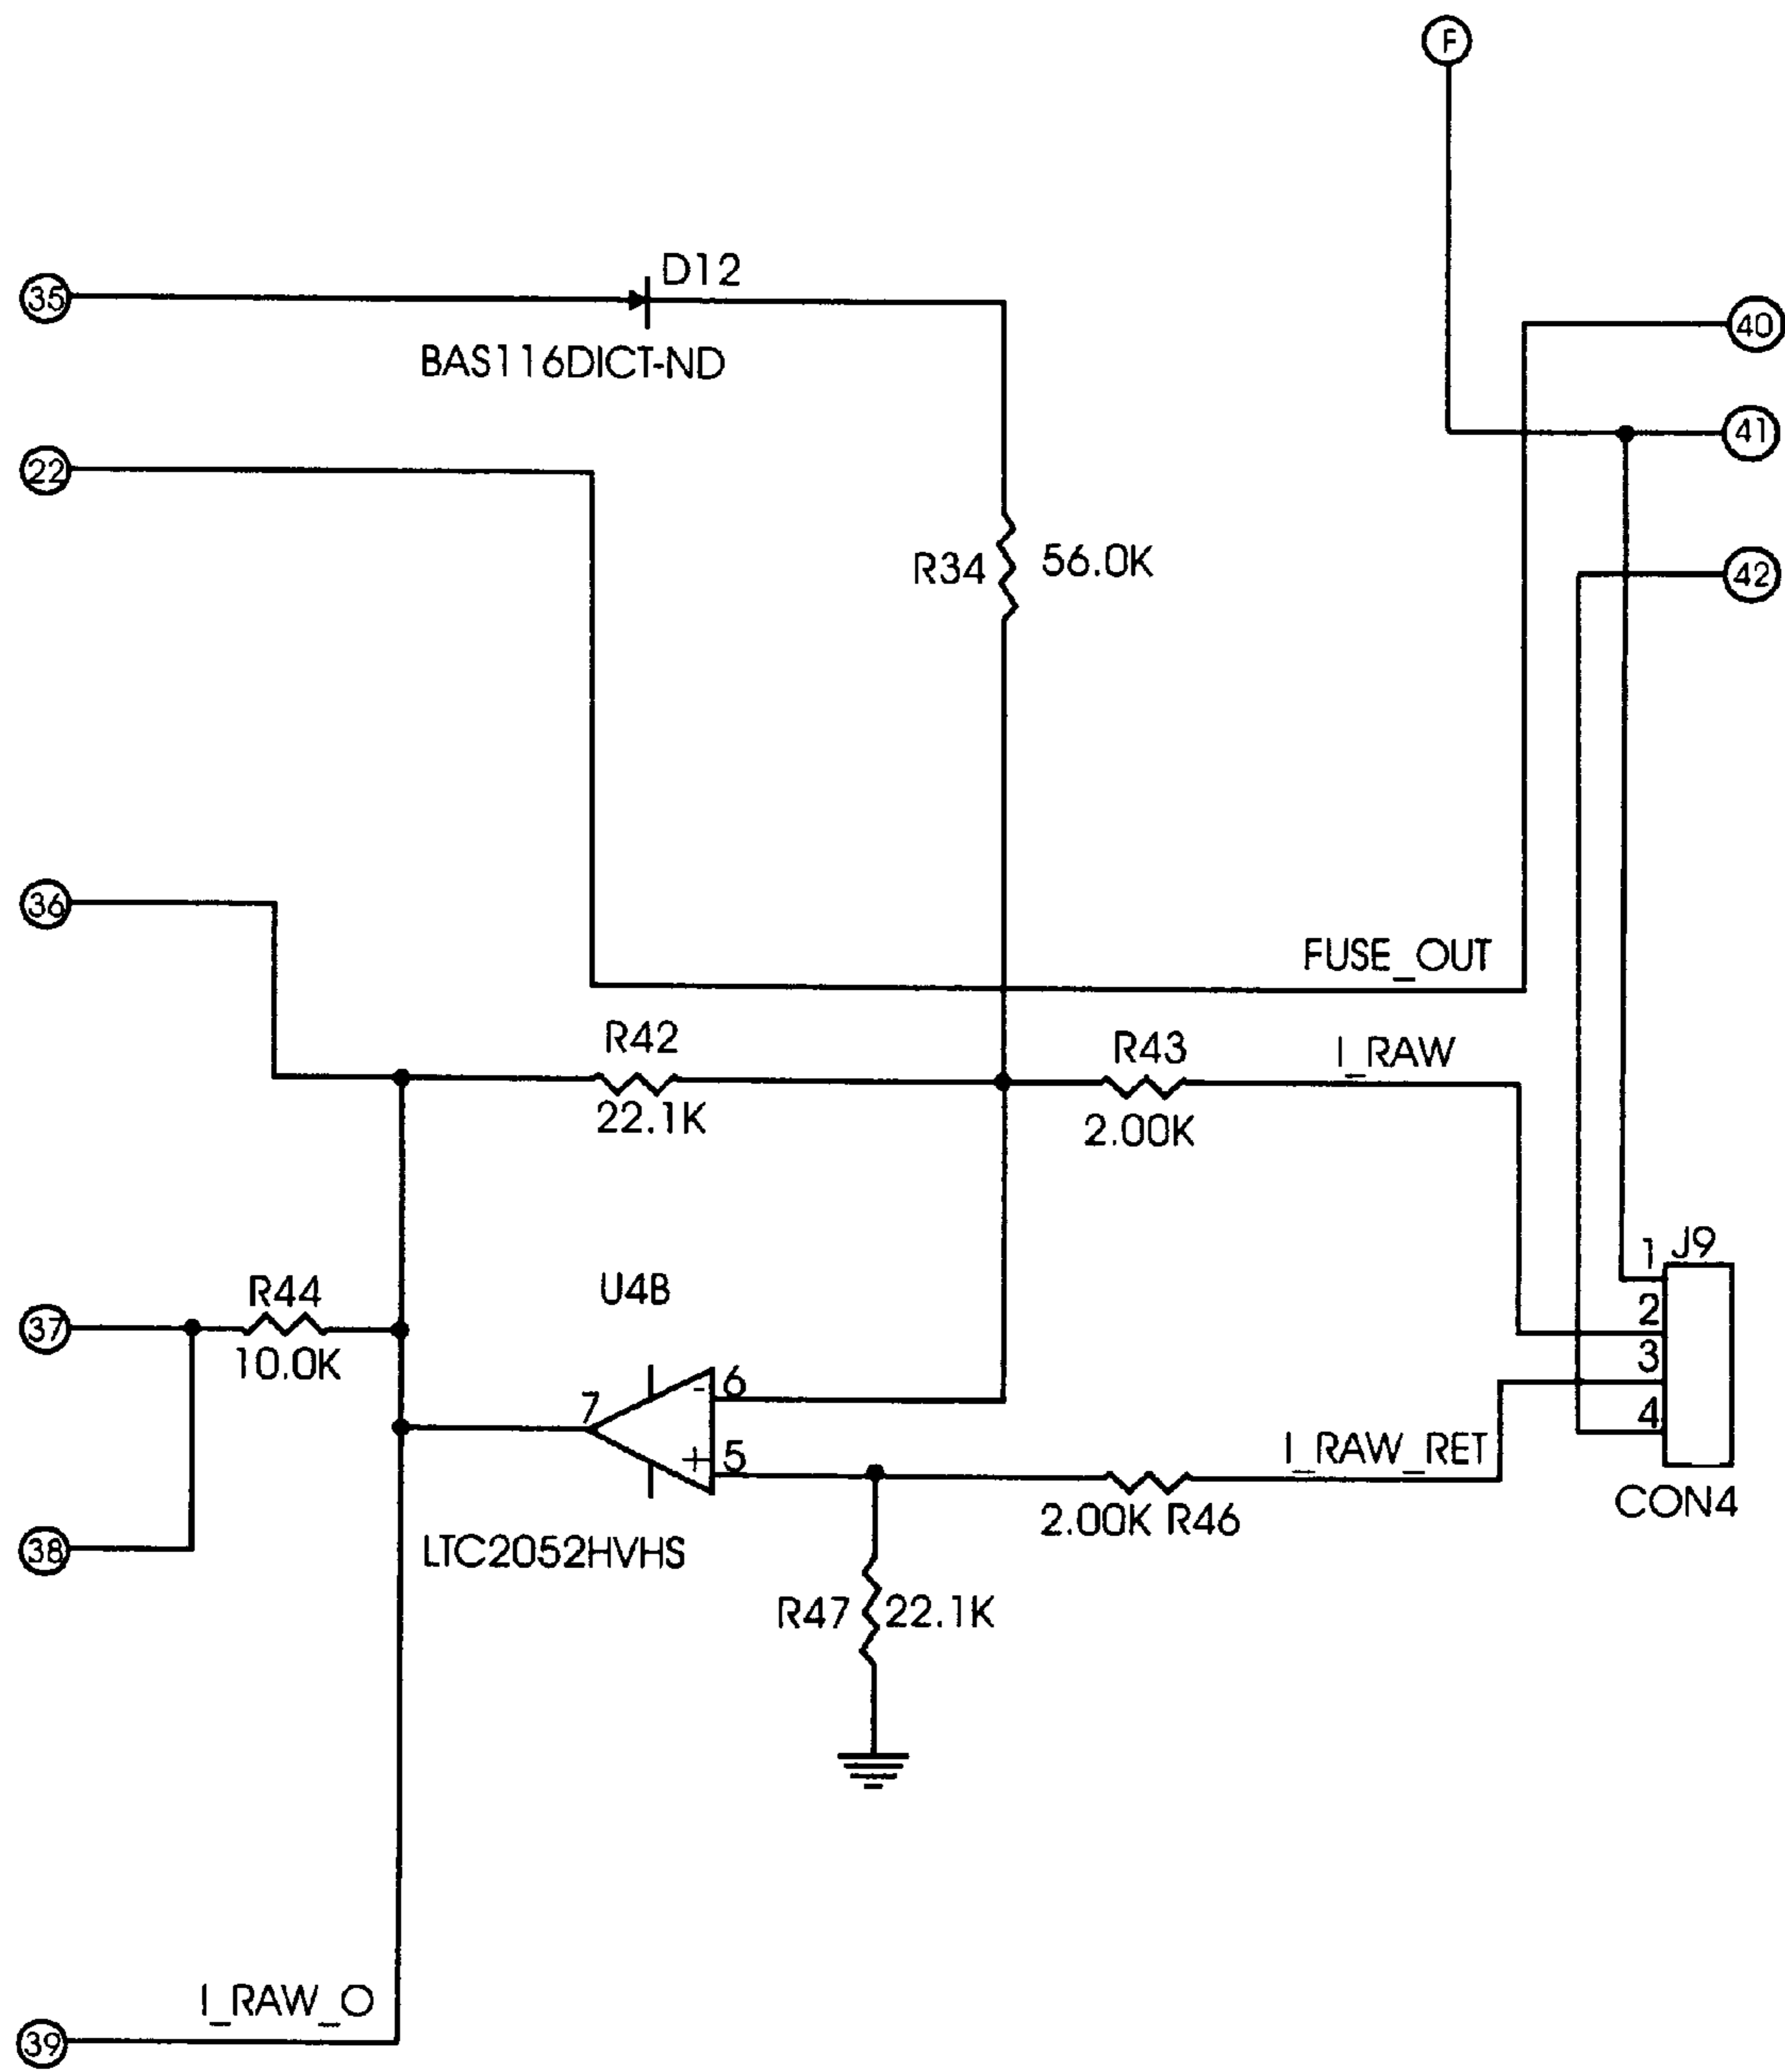 F
D12
35
40
BAS116DICT-ND
41
22
R34 56.0K
42
36
FUSE_OUT
R42
R43
I_RAW
22.1K
2.00K
J9
1
U4B
R44
2
37
3
10.0K
- 6
7
4
+ 5
I_RAW_RET
CON4
2.00K R46
38
LTC2052HVHS
R47 22.1K
I_RAW_O
39